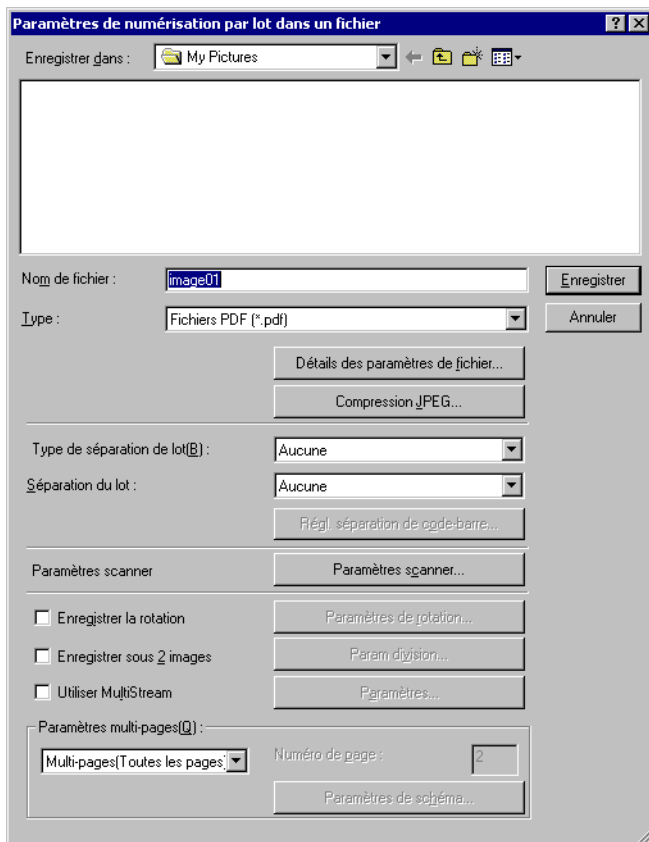 Paramètres de numérisation par lot dans un fichier
Enregistrer dans : My Pictures
Nom de fichier : image01 Enregistrer
Type : Fichiers PDF (*.pdf) Annuler
Détails des paramètres de fichier...
Compression JPEG...
Type de séparation de lot(B) : Aucune
Séparation du lot : Aucune
Régl. séparation de code-barre...
Paramètres scanner Paramètres scanner...
Enregistrer la rotation Paramètres de rotation...
Enregistrer sous 2 images Param division...
Utiliser MultiStream Paramètres...
Paramètres multi-pages(Q) :
Multi-pages(Toutes les pages) Numéro de page : 2
Paramètres de schéma...